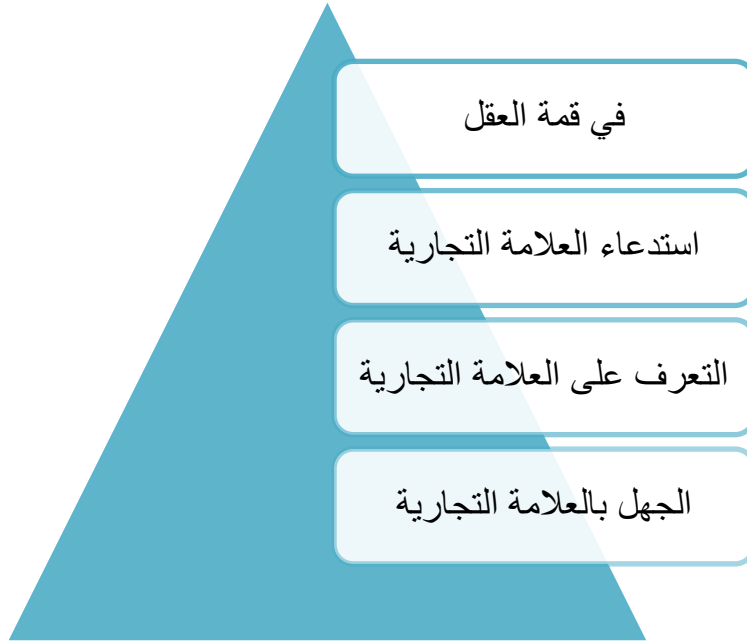 في قمة العقل
استدعاء العلامة التجارية
التعرف على العلامة التجارية
الجهل بالعلامة التجارية